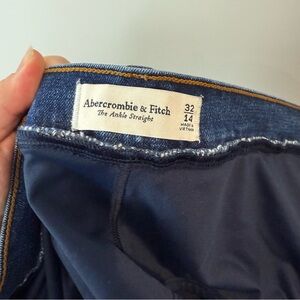 Abercrombie & Fitch
The Ankle Straight
32
14
MADE IN
VIETNAM